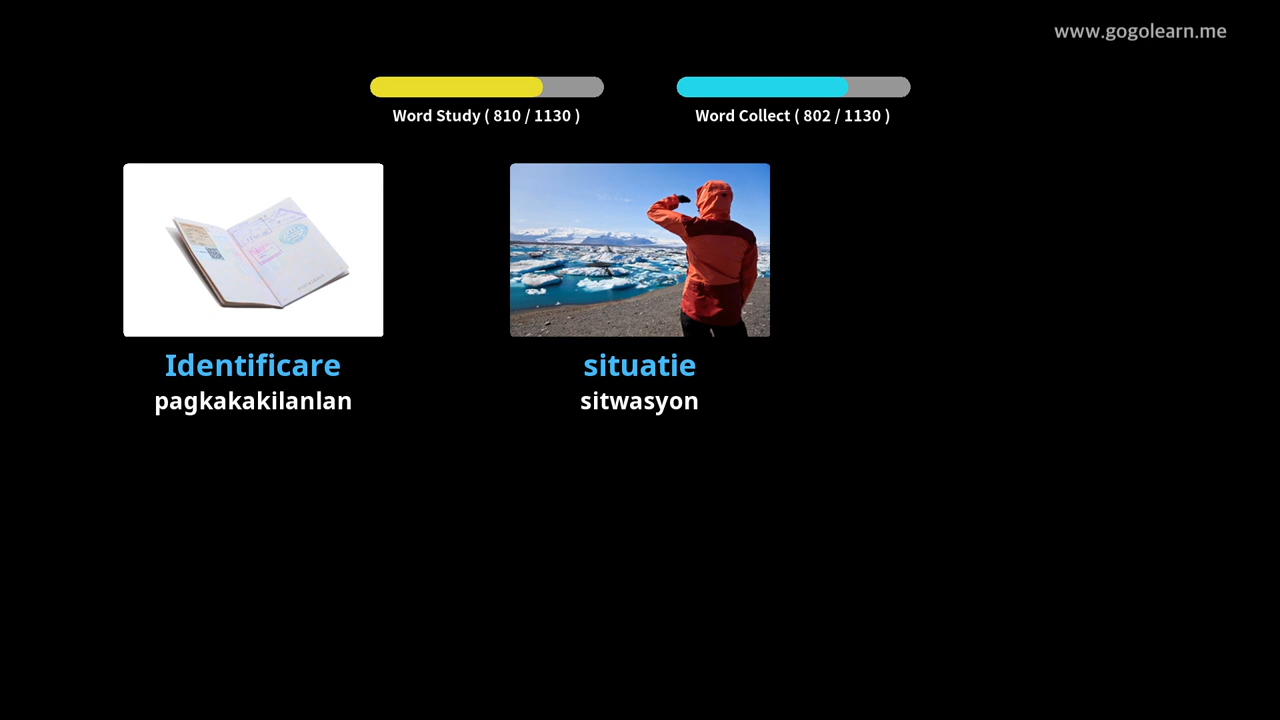 www.gogolearn.me
Word Study ( 810 / 1130 )
Word Collect ( 802 / 1130 )
Identificare
pagkakakilanlan
situatie
sitwasyon